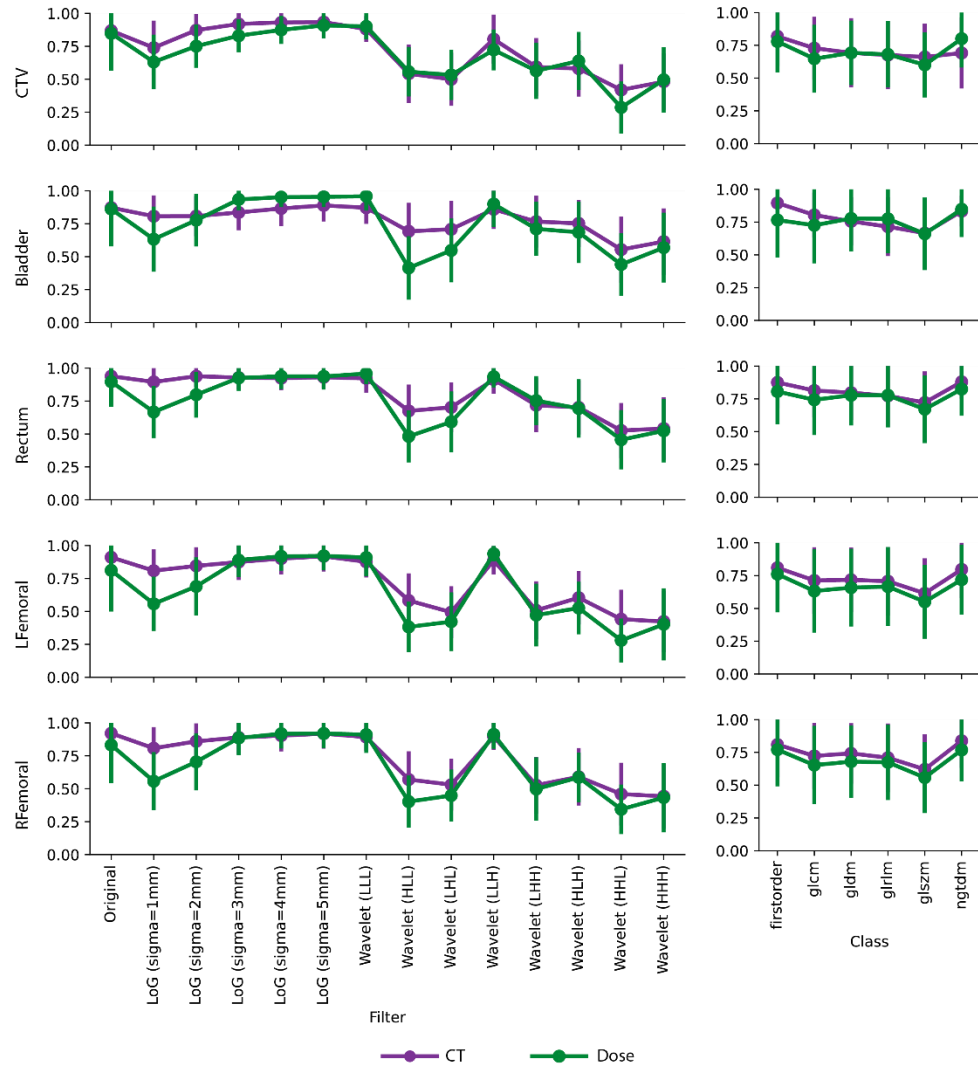 CTV
1.00
0.75
0.50
0.25
0.00
1.00
0.75
0.50
0.25
0.00
Bladder
1.00
0.75
0.50
0.25
0.00
1.00
0.75
0.50
0.25
0.00
Rectum
1.00
0.75
0.50
0.25
0.00
1.00
0.75
0.50
0.25
0.00
LFemoral
1.00
0.75
0.50
0.25
0.00
1.00
0.75
0.50
0.25
0.00
RFemoral
1.00
0.75
0.50
0.25
0.00
1.00
0.75
0.50
0.25
0.00
Original
LoG (sigma=1mm)
LoG (sigma=2mm)
LoG (sigma=3mm)
LoG (sigma=4mm)
LoG (sigma=5mm)
Wavelet (LLL)
Wavelet (HLL)
Wavelet (LHL)
Wavelet (LLH)
Wavelet (LHH)
Wavelet (HLH)
Wavelet (HHL)
Wavelet (HHH)
Filter
firstorder
glcm
gldm
glrlm
glszm
ngtdm
Class
CT
Dose